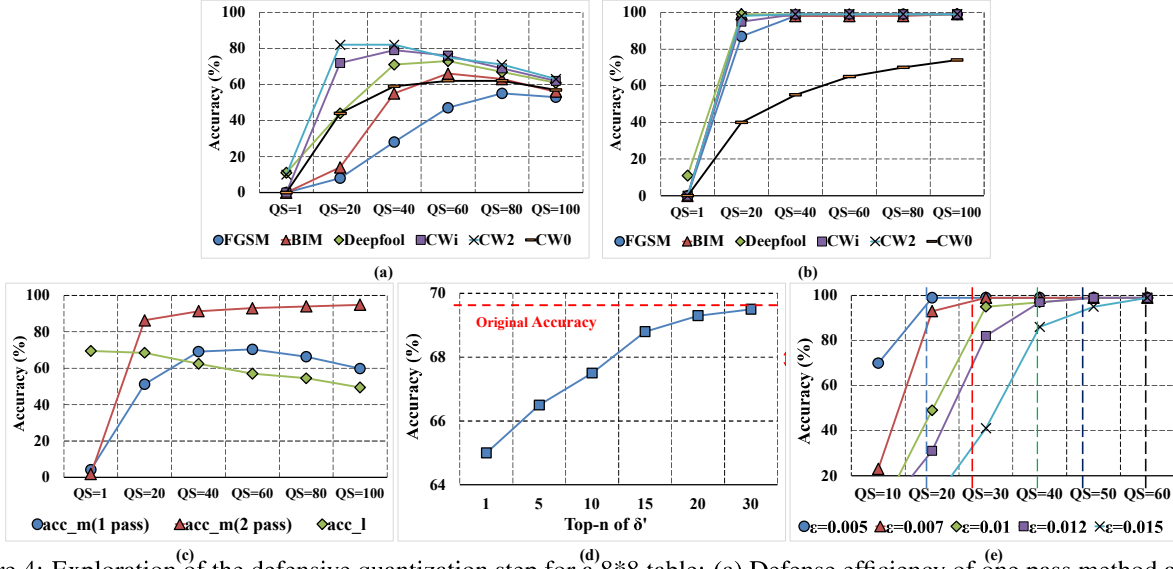 100
80
60
40
20
0
Accuracy (%)
QS=1 QS=20 QS=40 QS=60 QS=80 QS=100
FGSM BIM Deepfool CWi CW2 CW0
(a)
100
80
60
40
20
0
Accuracy (%)
QS=1 QS=20 QS=40 QS=60 QS=80 QS=100
FGSM BIM Deepfool CWi CW2 CW0
(b)
100
80
60
40
20
0
Accuracy (%)
QS=1 QS=20 QS=40 QS=60 QS=80 QS=100
acc_m(1 pass) acc_m(2 pass) acc_l
(c)
70
68
66
64
Accuracy (%)
Original Accuracy
1 5 10 15 20 30
Top-n of δ'
(d)
100
80
60
40
20
Accuracy (%)
QS=10 QS=20 QS=30 QS=40 QS=50 QS=60
ε=0.005 ε=0.007 ε=0.01 ε=0.012 ε=0.015
(e)
re 4: Exploration of the defensive quantization step for a 8*8 table: (a) Defense efficiency of one pass method a